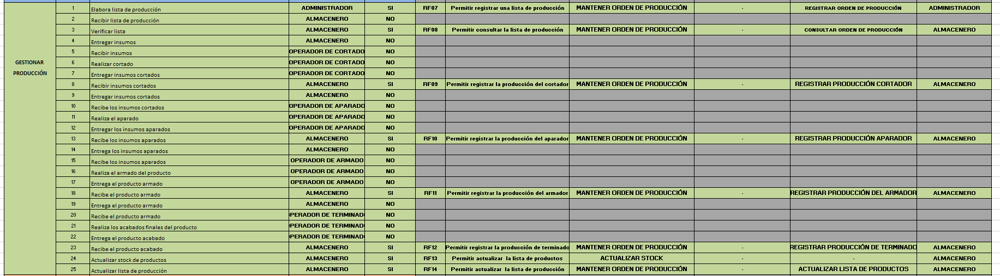 GESTIONAR
PRODUCCIÓN
1 Elabora lista de producción ADMINISTRADOR SI RF07 Permitir registrar una lista de producción MANTENER ORDEN DE PRODUCCIÓN - REGISTRAR ORDEN DE PRODUCCIÓN ADMINISTRADOR
2 Recibir lista de producción ALMACENERO NO
3 Verificar lista ALMACENERO SI RF08 Permitir consultar la lista de producción MANTENER ORDEN DE PRODUCCIÓN - CONSULTAR ORDEN DE PRODUCCIÓN ALMACENERO
4 Entregar insumos ALMACENERO NO
5 Recibir insumos OPERADOR DE CORTADO NO
6 Realizar cortado OPERADOR DE CORTADO NO
7 Entregar insumos cortados OPERADOR DE CORTADO NO
8 Recibir insumos cortados ALMACENERO SI RF09 Permitir registrar la producción del cortador MANTENER ORDEN DE PRODUCCIÓN - REGISTRAR PRODUCCIÓN CORTADOR ALMACENERO
9 Entregar insumos cortados ALMACENERO NO
10 Recibe los insumos cortados OPERADOR DE APARADO NO
11 Realiza el aparado OPERADOR DE APARADO NO
12 Entregar los insumos aparados OPERADOR DE APARADO NO
13 Recibe los insumos aparados ALMACENERO SI RF10 Permitir registrar la producción del aparador MANTENER ORDEN DE PRODUCCIÓN - REGISTRAR PRODUCCIÓN APARADOR ALMACENERO
14 Entrega los insumos aparados ALMACENERO NO
15 Recibe los insumos aparados OPERADOR DE ARMADO NO
16 Realiza el armado del producto OPERADOR DE ARMADO NO
17 Entrega el producto armado OPERADOR DE ARMADO NO
18 Recibe el producto armado ALMACENERO SI RF11 Permitir registrar la producción del armador MANTENER ORDEN DE PRODUCCIÓN - REGISTRAR PRODUCCIÓN DEL ARMADOR ALMACENERO
19 Entrega el producto armado ALMACENERO NO
20 Recibe el producto armado PERADOR DE TERMINAD NO
21 Realiza los acabados finales del producto PERADOR DE TERMINAD NO
22 Entrega el producto acabado PERADOR DE TERMINAD NO
23 Recibe el producto acabado ALMACENERO SI RF12 Permitir registrar la producción de terminado MANTENER ORDEN DE PRODUCCIÓN - REGISTRAR PRODUCCIÓN DE TERMINADO ALMACENERO
24 Actualizar stock de productos ALMACENERO SI RF13 Permitir actualizar la lista de productos ACTUALIZAR STOCK - - ALMACENERO
25 Actualizar lista de producción ALMACENERO SI RF14 Permitir actualizar la lista de producción MANTENER ORDEN DE PRODUCCIÓN - ACTUALIZAR LISTA DE PRODUCTOS ALMACENERO